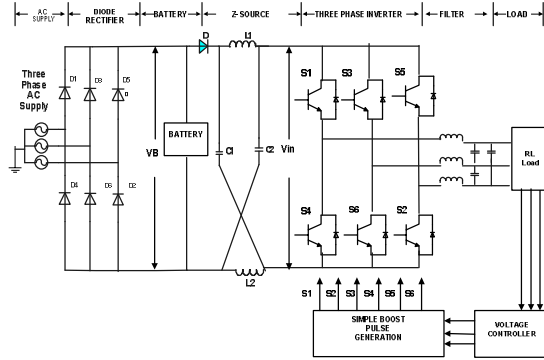 AC
SUPPLY
DIODE
RECTIFIER
BATTERY
Z-SOURCE
THREE PHASE INVERTER
FILTER
LOAD
D
L1
Three
Phase
AC
Supply
D1
D3
D5
S1
S3
S5
VB
BATTERY
C1
C2
Vin
RL
Load
D4
D6
D2
S4
S6
S2
L2
S1
S2
S3
S4
S5
S6
SIMPLE BOOST
PULSE
GENERATION
VOLTAGE
CONTROLLER